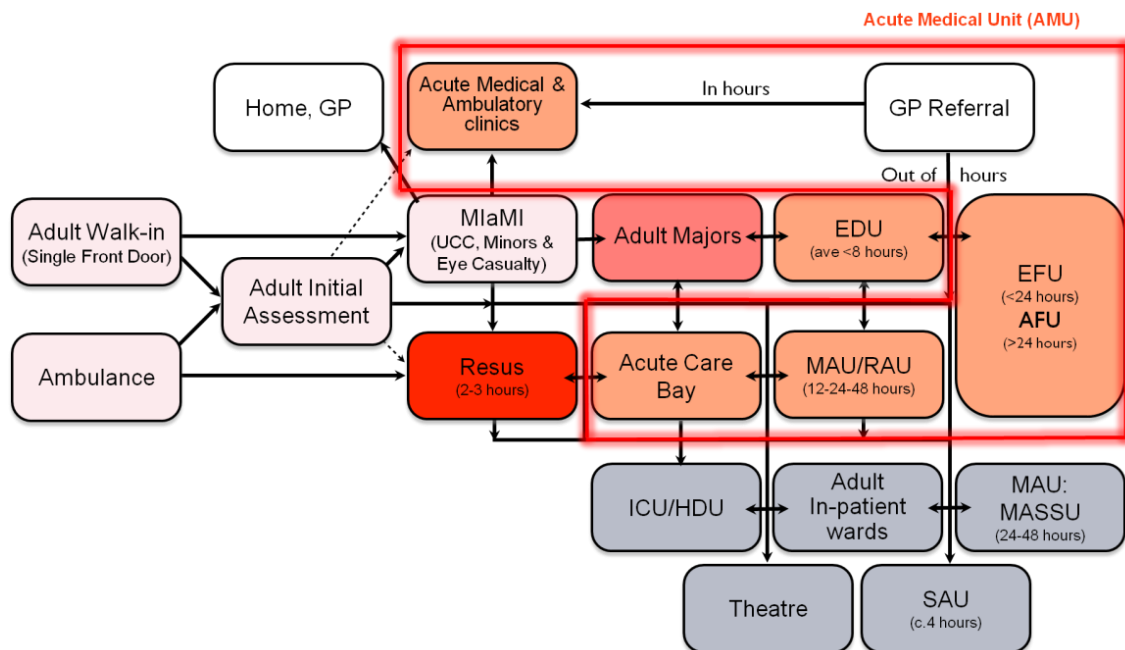 Acute Medical Unit (AMU)
Home, GP
Acute Medical &
Ambulatory
clinics
In hours
GP Referral
Out of hours
Adult Walk-in
(Single Front Door)
MIaMI
(UCC, Minors &
Eye Casualty)
Adult Majors
EDU
(ave <8 hours)
EFU
(<24 hours)
AFU
(>24 hours)
Adult Initial
Assessment
Ambulance
Resus
(2-3 hours)
Acute Care
Bay
MAU/RAU
(12-24-48 hours)
ICU/HDU
Adult
In-patient
wards
MAU:
MASSU
(24-48 hours)
Theatre
SAU
(c.4 hours)